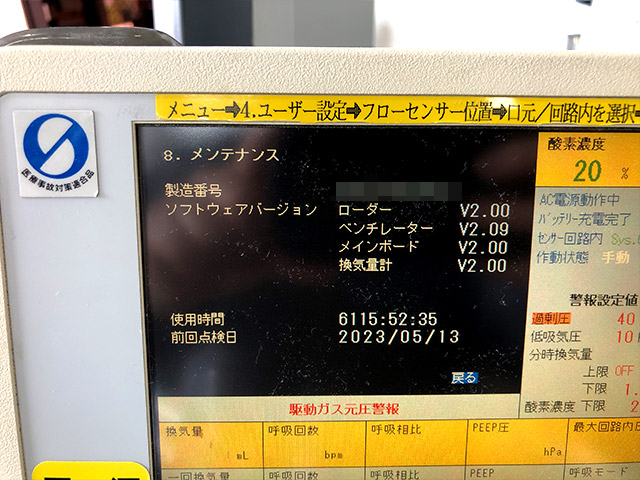 メニュー➡4.ユーザー設定➡フローセンサー位置➡口元/回路内を選択➡
医療事故対策適合品
8. メンテナンス
製造番号
ソフトウェアバージョン ローダー V2.00
ベンチレーター V2.09
メインボード V2.00
換気量計 V2.00
使用時間 6115:52:35
前回点検日 2023/05/13
戻る
酸素濃度
20 %
AC電源動作中
バッテリー充電完了
センサー回路内 Sys.
作動状態 手動
警報設定値
過剰圧 40
低吸気圧 10
分時換気量
上限 OFF
下限 1.
酸素濃度 下限 2
駆動ガス元圧警報
換気量 呼吸回数 呼吸相比 PEEP圧 最大回路内圧
mL bpm hPa
一回換気量 呼吸回数 呼吸相比 PEEP 呼吸モード